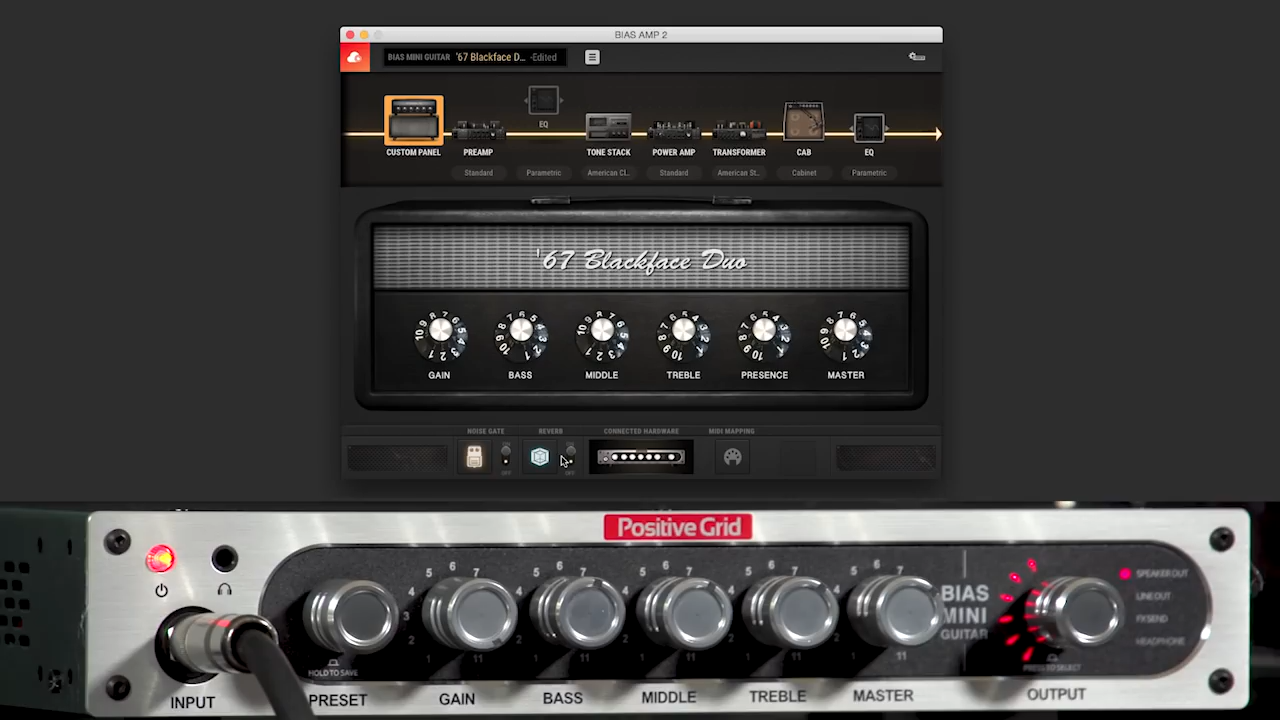 BIAS AMP 2
BIAS MINI GUITAR '67 Blackface D... -Edited
EQ
CUSTOM PANEL PREAMP TONE STACK POWER AMP TRANSFORMER CAB EQ
Standard Parametric American Cl.. Standard American St.. Cabinet Parametric
'67 Blackface Duo
GAIN BASS MIDDLE TREBLE PRESENCE MASTER
NOISE GATE REVERB CONNECTED HARDWARE MIDI MAPPING
Positive Grid
BIAS
MINI
GUITAR
SPEAKER OUT
LINE OUT
FX SEND
HEADPHONE
HOLD TO SAVE
PRESS TO SELECT
INPUT PRESET GAIN BASS MIDDLE TREBLE MASTER OUTPUT